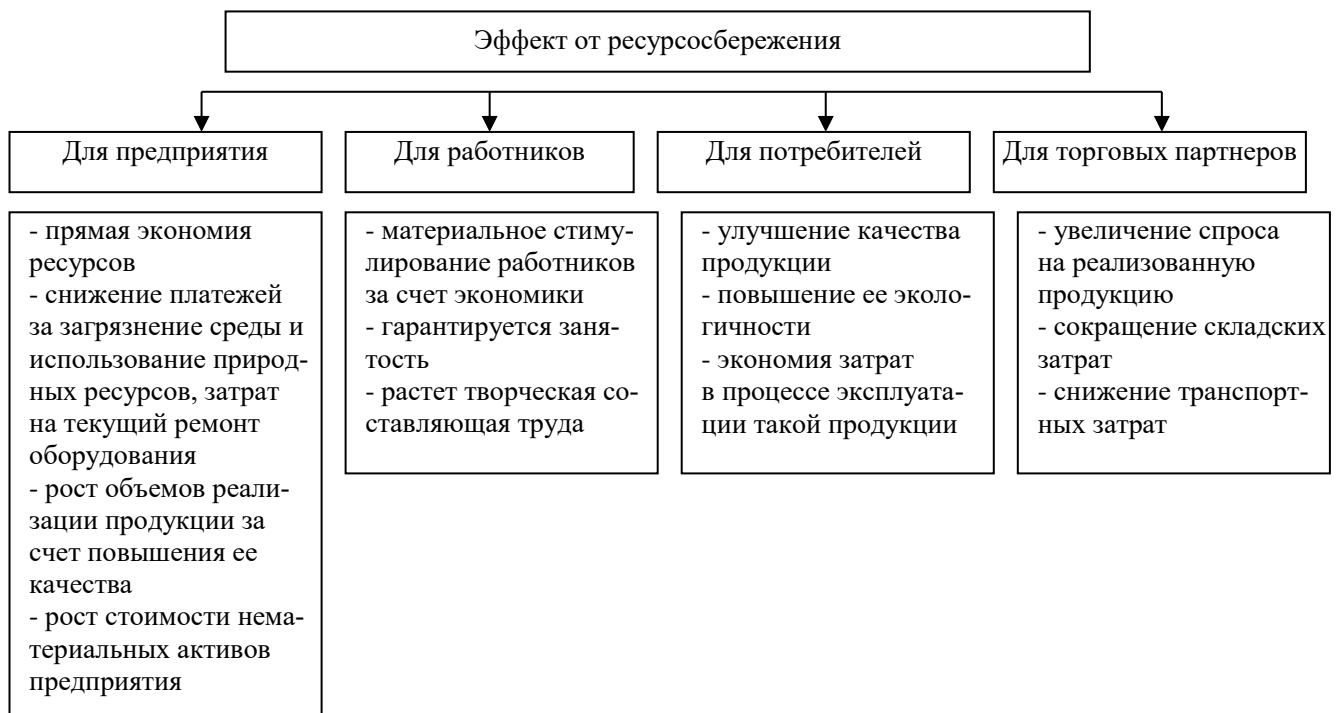 Эффект от ресурсосбережения
Для предприятия
Для работников
Для потребителей
Для торговых партнеров
- прямая экономия
ресурсов
- снижение платежей
за загрязнение среды и
использование природ-
ных ресурсов, затрат
на текущий ремонт
оборудования
- рост объемов реали-
зации продукции за
счет повышения ее
качества
- рост стоимости нема-
териальных активов
предприятия
- материальное стиму-
лирование работников
за счет экономики
- гарантируется заня-
тость
- растет творческая со-
ставляющая труда
- улучшение качества
продукции
- повышение ее эколо-
гичности
- экономия затрат
в процессе эксплуата-
ции такой продукции
- увеличение спроса
на реализованную
продукцию
- сокращение складских
затрат
- снижение транспорт-
ных затрат